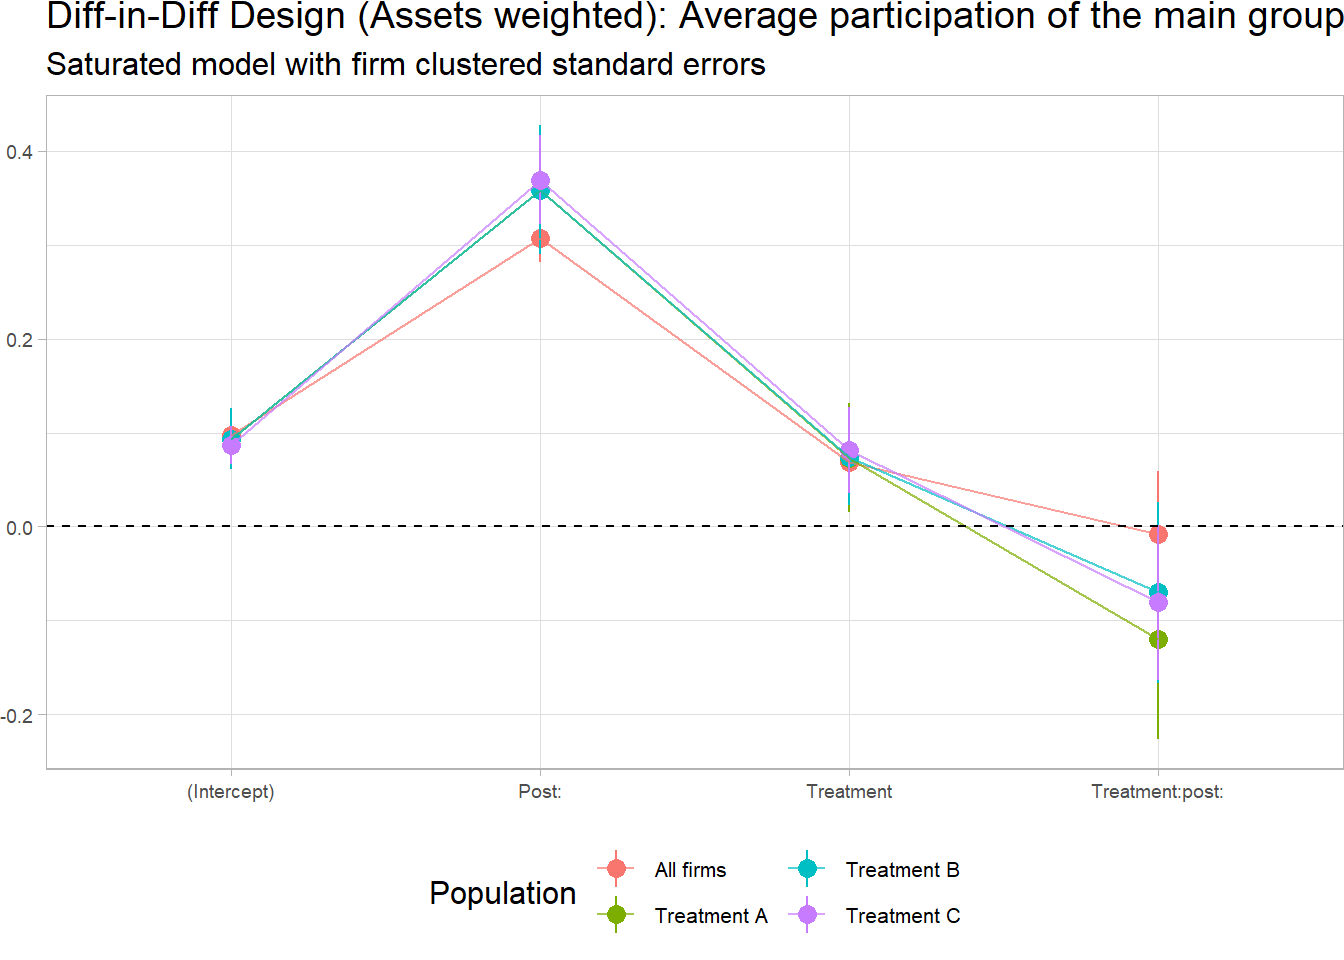 Diff-in-Diff Design (Assets weighted): Average participation of the main group
Saturated model with firm clustered standard errors
0.4
0.2
0.0
-0.2
(Intercept) Post: Treatment Treatment:post:
Population
All firms
Treatment A
Treatment B
Treatment C